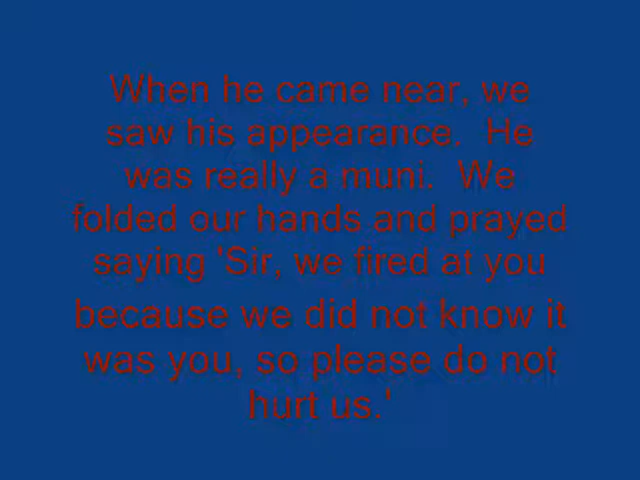 When he came near, we
saw his appearance.  He
was really a muni.  We
folded our hands and prayed
saying 'Sir, we fired at you
because we did not know it
was you, so please do not
hurt us.'